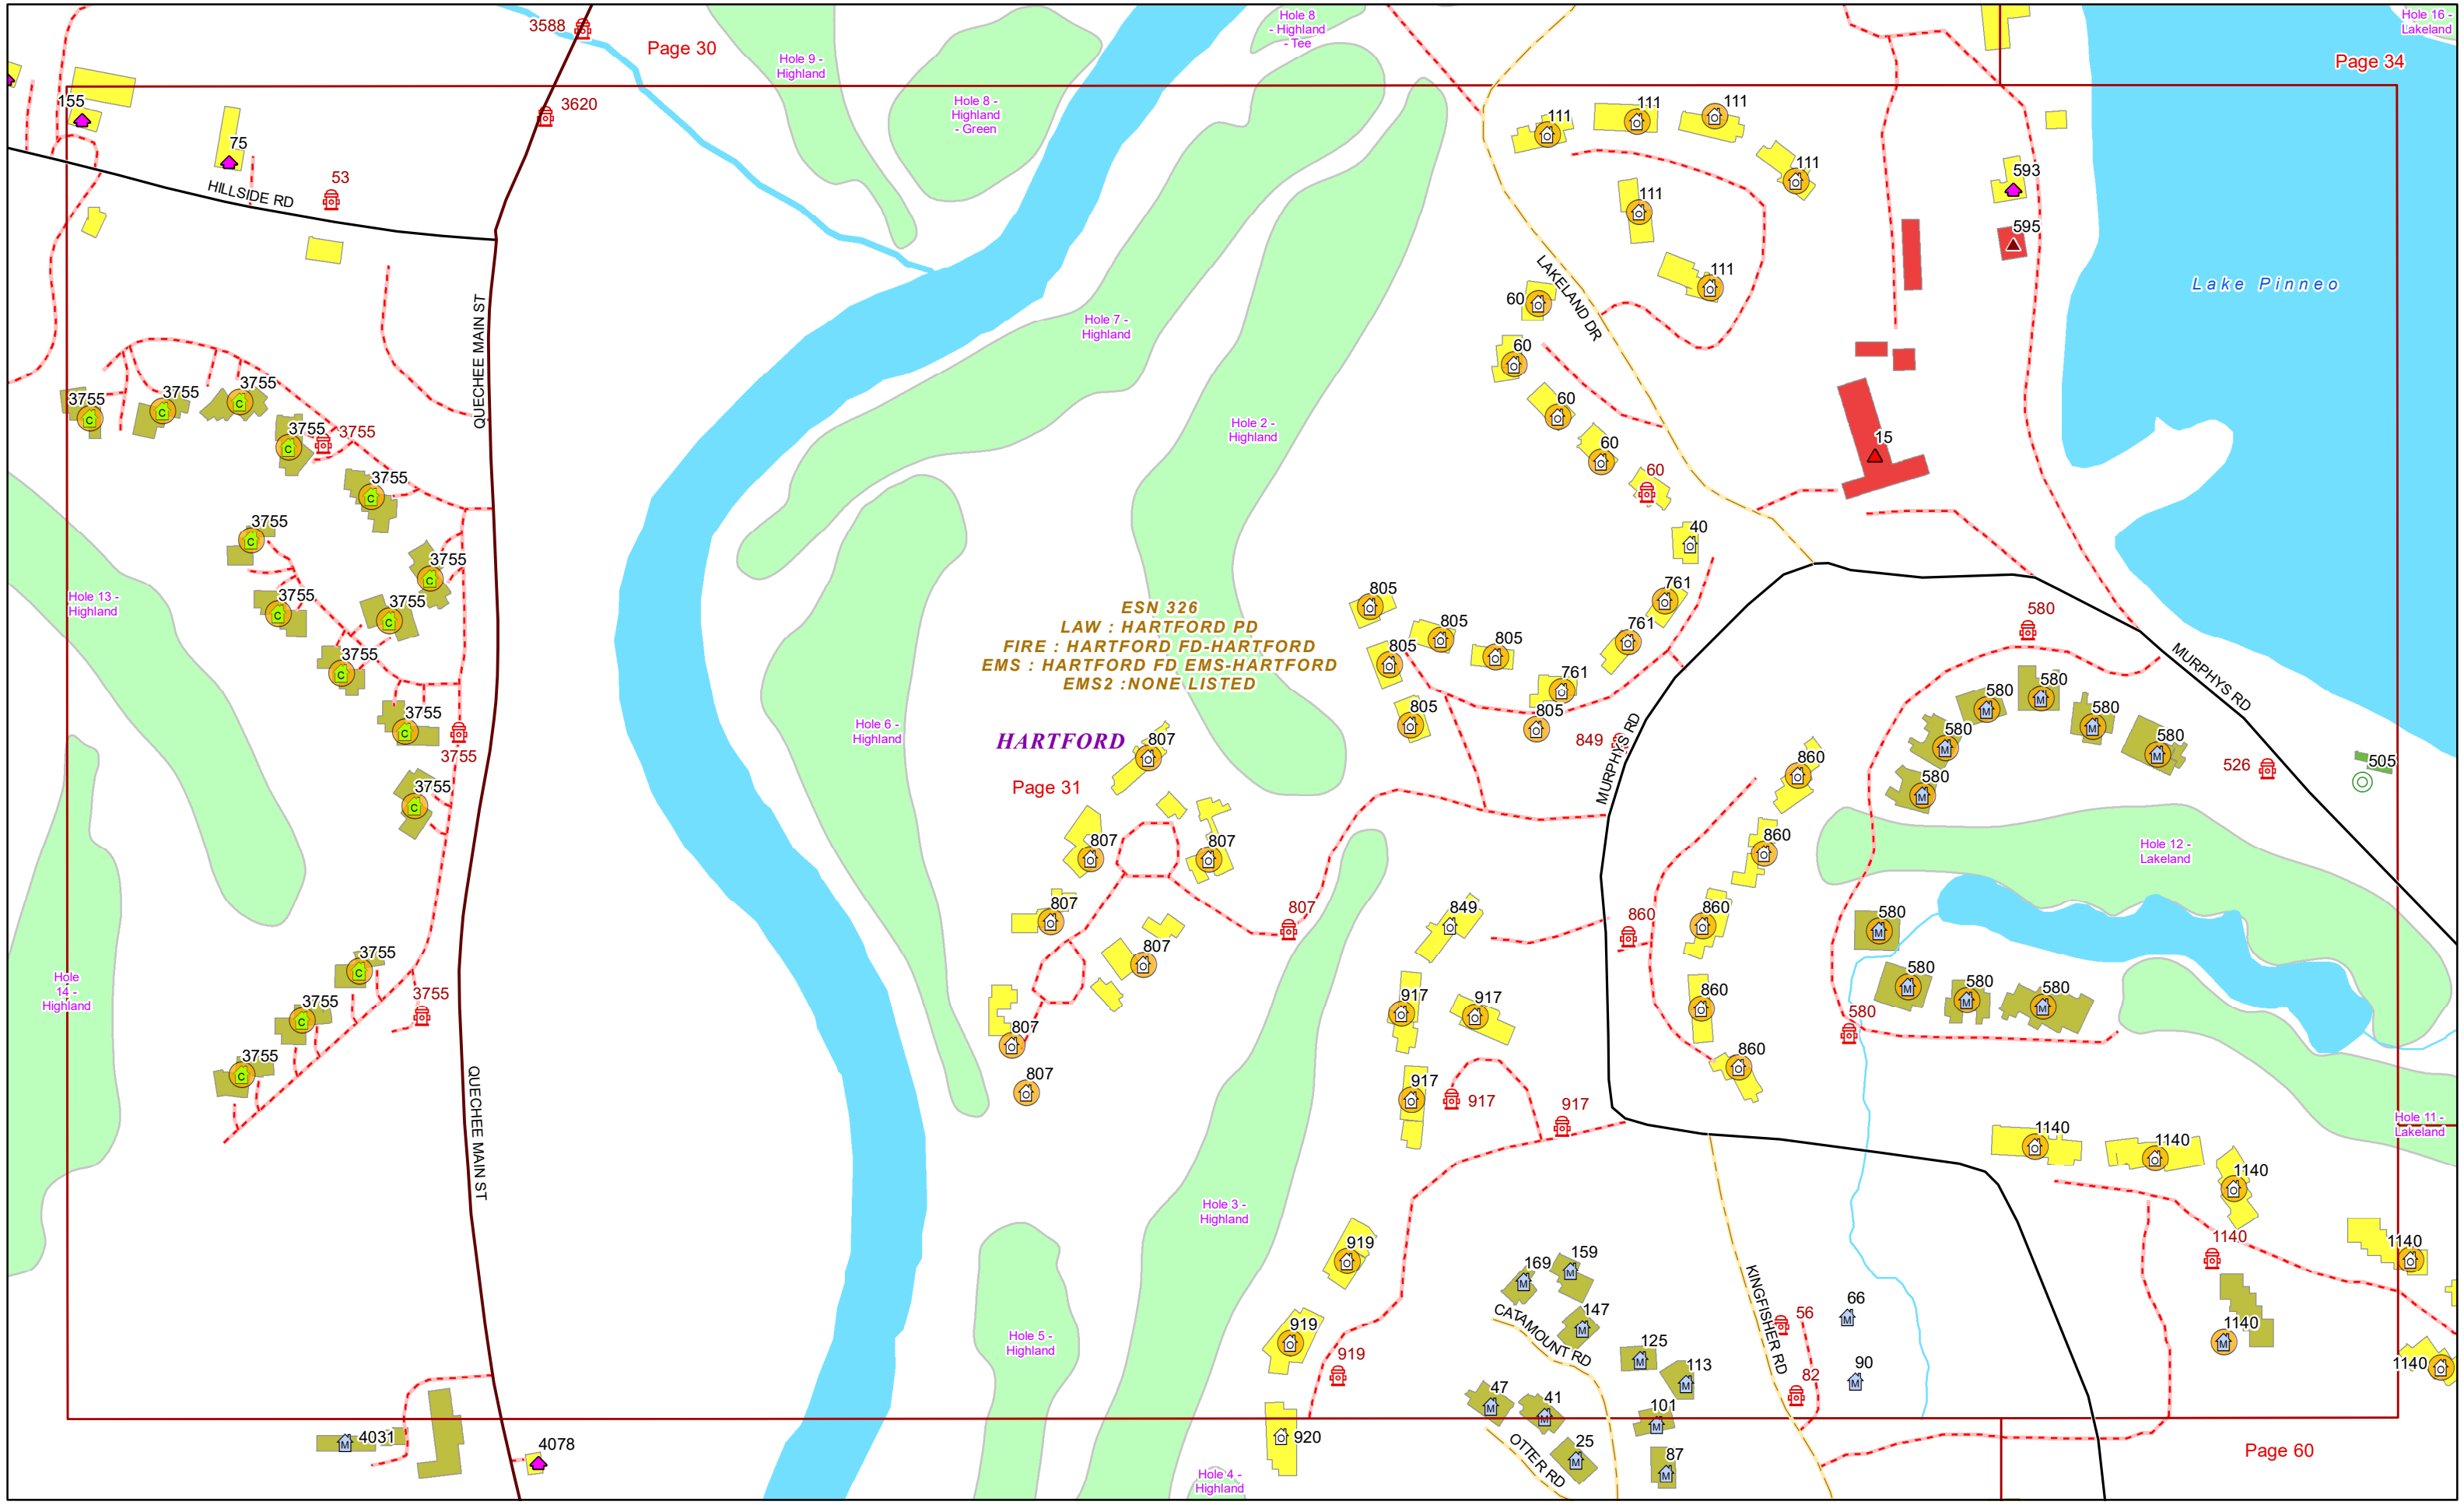 3588
Page 30
Hole 9 -
Highland
Hole 8
- Highland
- Tee
Hole 16 -
Lakeland
Page 34
155
3620
Hole 8 -
Highland
- Green
111
111
111
75
111
53
593
HILLSIDE RD
111
595
LAKELAND DR
111
Lake Pinneo
60
Hole 7 -
Highland
QUECHEE MAIN ST
60
3755
3755
3755
60
3755
3755
Hole 2 -
Highland
60
15
3755
60
3755
40
3755
761
Hole 13 -
Highland
3755
3755
805
ESN 326
LAW : HARTFORD PD
FIRE : HARTFORD FD-HARTFORD
EMS : HARTFORD FD EMS-HARTFORD
EMS2 :NONE LISTED
805
761
580
805
805
3755
761
MURPHYS RD
580
580
805
805
580
3755
Hole 6 -
Highland
HARTFORD
807
849
MURPHYS RD
580
580
3755
860
526
505
Page 31
580
3755
807
807
860
Hole 12 -
Lakeland
807
807
849
860
860
580
807
3755
Hole
14 -
Highland
580
580
580
3755
3755
917
917
860
580
807
3755
860
807
917
917
917
Hole 11 -
Lakeland
1140
1140
QUECHEE MAIN ST
1140
Hole 3 -
Highland
919
1140
1140
169
159
KINGFISHER RD
66
56
919
147
CATAMOUNT RD
1140
Hole 5 -
Highland
919
125
113
90
82
1140
47
41
101
4031
4078
920
OTTER RD
25
87
Page 60
Hole 4 -
Highland